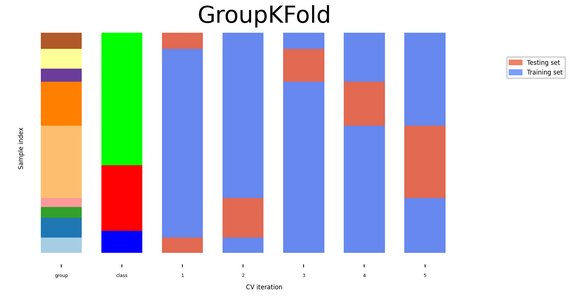 GroupKFold
Testing set
Training set
Sample index
group class 1 2 3 4 5
CV iteration